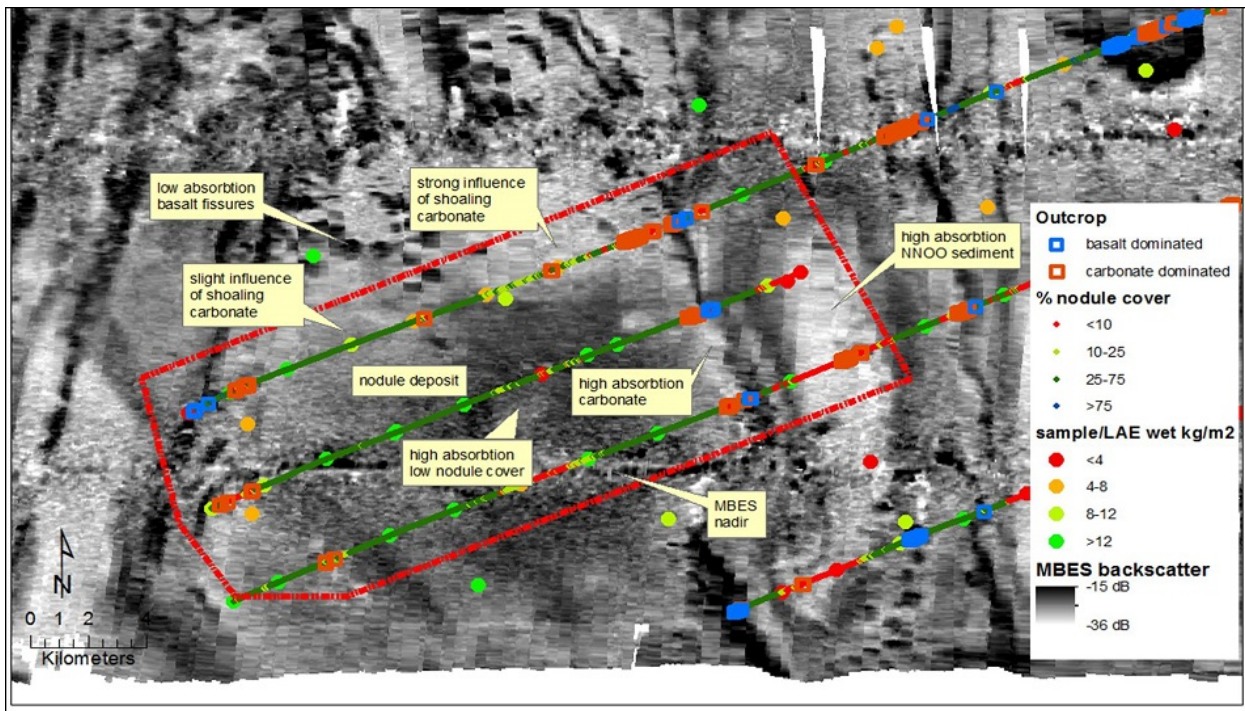 low absorbtion
basalt fissures
strong influence
of shoaling
carbonate
slight influence
of shoaling
carbonate
high absorbtion
NNOO sediment
nodule deposit
high absorbtion
carbonate
high absorbtion
low nodule cover
MBES
nadir
N
0 1 2 4
Kilometers
Outcrop
basalt dominated
carbonate dominated
% nodule cover
<10
10-25
25-75
>75
sample/LAE wet kg/m2
<4
4-8
8-12
>12
MBES backscatter
-15 dB
-36 dB